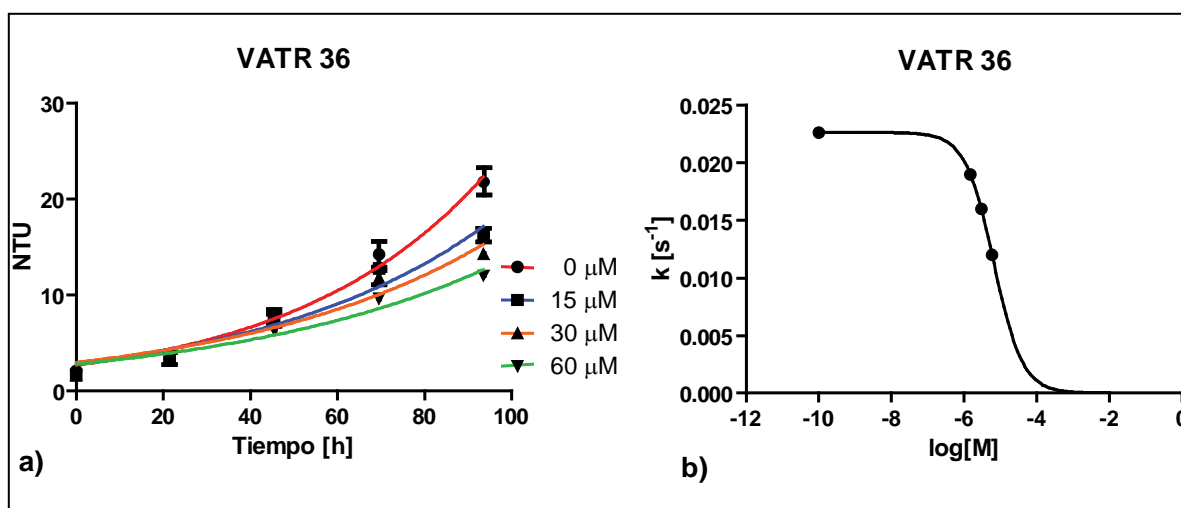 VATR 36
30
20
10
0
NTU
0 20 40 60 80 100
Tiempo [h]
0 μM
15 μM
30 μM
60 μM
a)
VATR 36
0.025
0.020
0.015
0.010
0.005
0.000
k [s⁻¹]
-12 -10 -8 -6 -4 -2 0
log[M]
b)